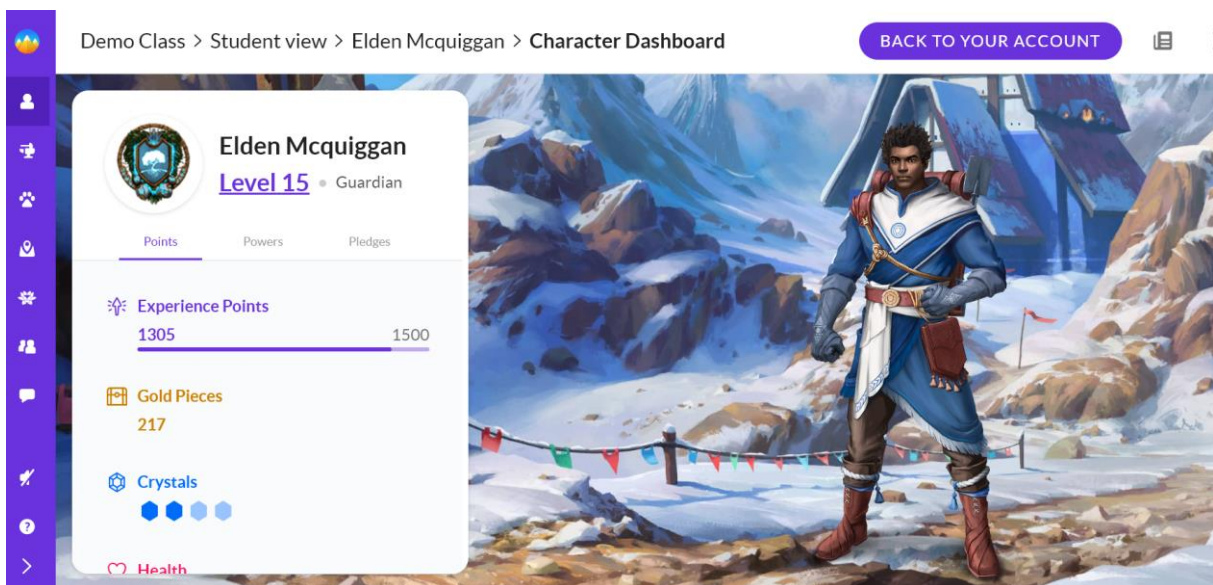 Demo Class > Student view > Elden Mcquiggan > Character Dashboard
BACK TO YOUR ACCOUNT
Elden Mcquiggan
Level 15 • Guardian
Points Powers Pledges
Experience Points
1305 1500
Gold Pieces
217
Crystals
Health